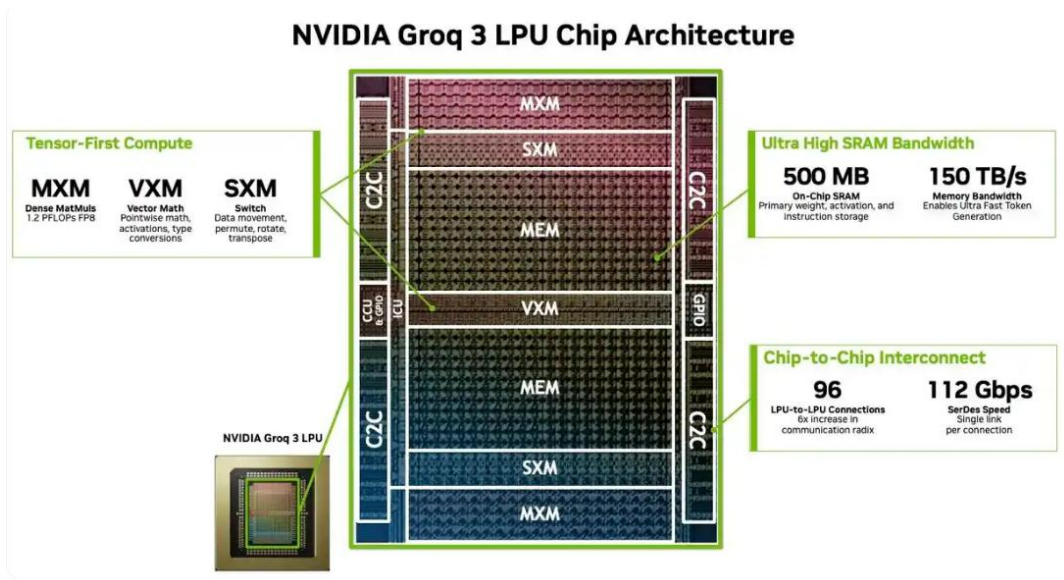 NVIDIA Groq 3 LPU Chip Architecture
Tensor-First Compute
MXM
Dense MatMuls
1.2 PFLOPs FP8
VXM
Vector Math
Pointwise math,
activations, type
conversions
SXM
Switch
Data movement,
permute, rotate,
transpose
NVIDIA Groq 3 LPU
C2C
CCU
& GPIO
ICU
C2C
MXM
SXM
MEM
VXM
MEM
SXM
MXM
C2C
GPIO
C2C
Ultra High SRAM Bandwidth
500 MB
On-Chip SRAM
Primary weight, activation, and
instruction storage
150 TB/s
Memory Bandwidth
Enables Ultra Fast Token
Generation
Chip-to-Chip Interconnect
96
LPU-to-LPU Connections
6x increase in
communication radix
112 Gbps
SerDes Speed
Single link
per connection